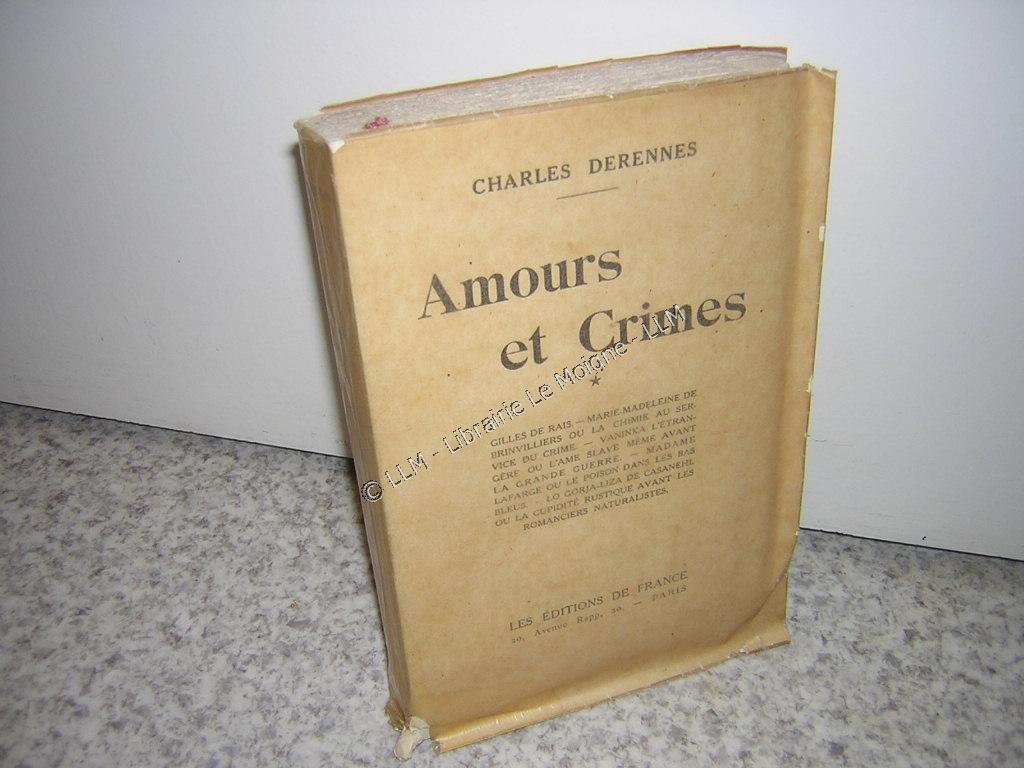 CHARLES DERENNES
Amours
et Crimes
*
GILLES DE RAIS. — MARIE-MADELEINE DE
BRINVILLIERS OU LA CHIMIE AU SER-
VICE DU CRIME. — VANINKA L'ÉTRAN-
GÈRE OU L'AME SLAVE MÊME AVANT
LA GRANDE GUERRE. — MADAME
LAFARGE OU LE POISON DANS LES BAS
BLEUS. — LO GORJA-LIZA DE CASANEHL
OU LA CUPIDITÉ RUSTIQUE AVANT LES
ROMANCIERS NATURALISTES.
LES ÉDITIONS DE FRANCE
20, Avenue Rapp, 20. — PARIS
© LLM - Librairie Le Moigne - LLM